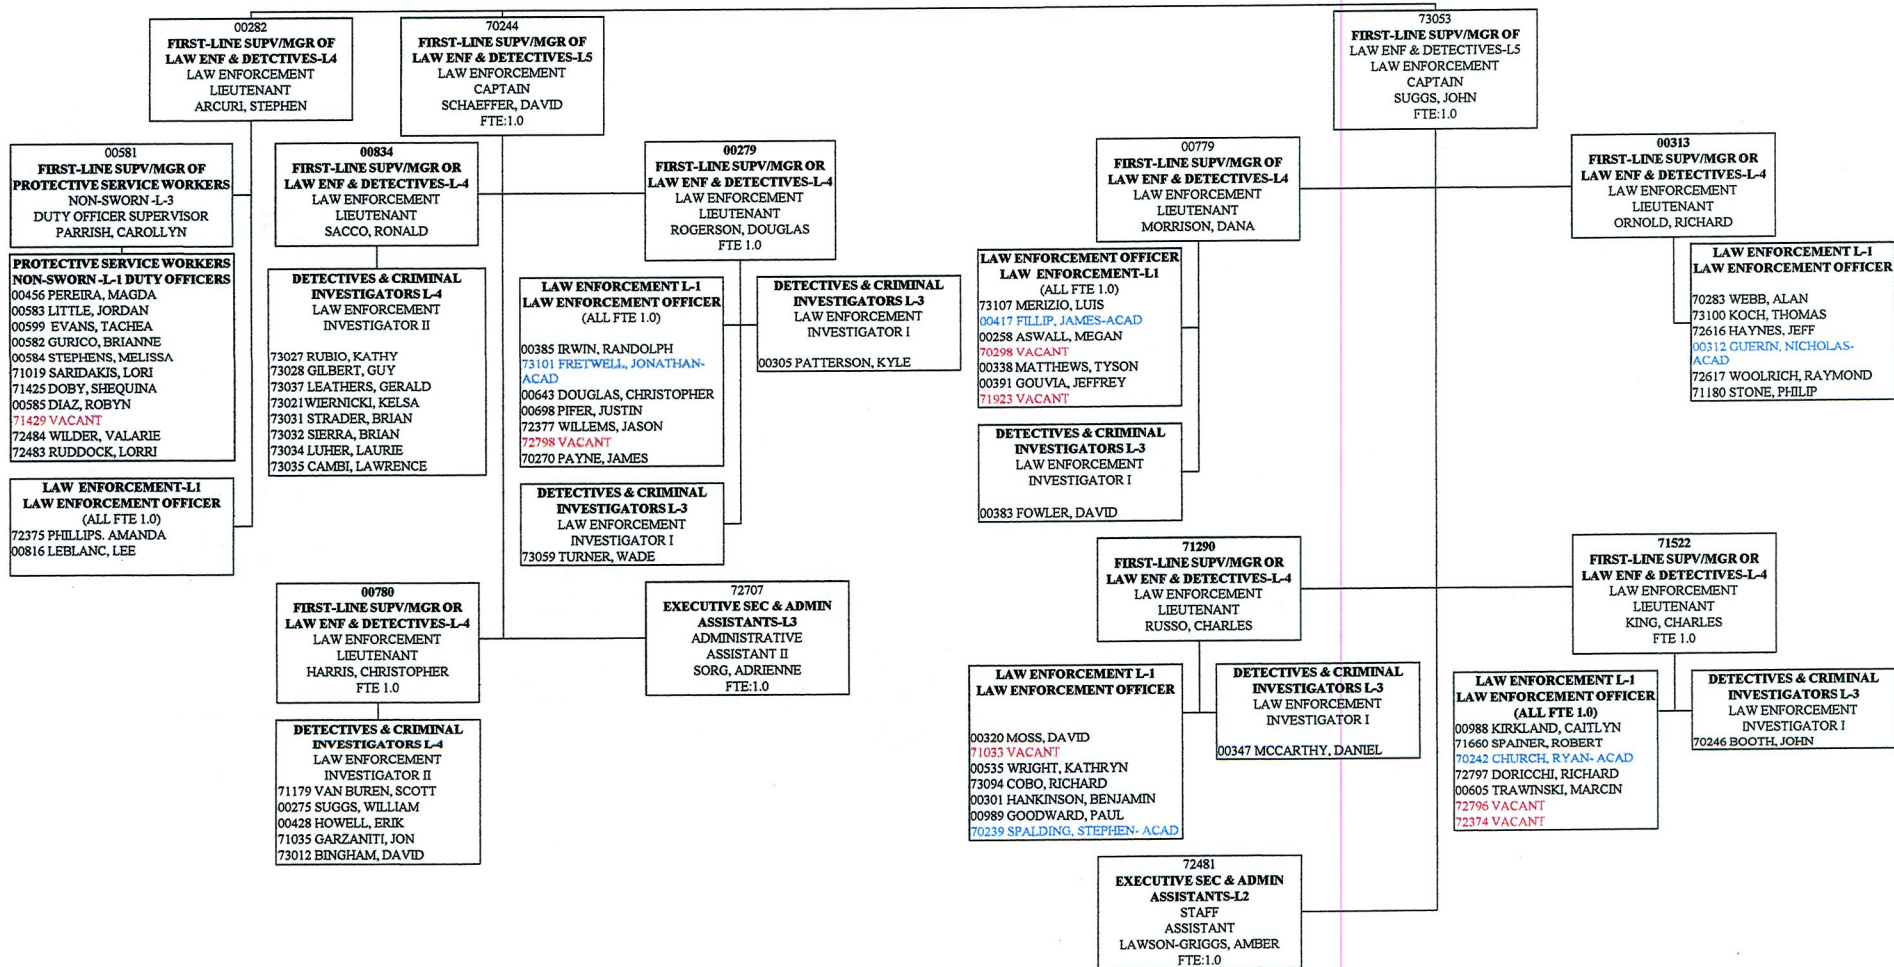 00282
FIRST-LINE SUPV/MGR OF
LAW ENF & DETCTIVES-L4
LAW ENFORCEMENT
LIEUTENANT
ARCURI, STEPHEN
70244
FIRST-LINE SUPV/MGR OF
LAW ENF & DETECTIVES-L5
LAW ENFORCEMENT
CAPTAIN
SCHAEFFER, DAVID
FTE:1.0
73053
FIRST-LINE SUPV/MGR OF
LAW ENF & DETECTIVES-L5
LAW ENFORCEMENT
CAPTAIN
SUGGS, JOHN
FTE:1.0
00581
FIRST-LINE SUPV/MGR OF
PROTECTIVE SERVICE WORKERS
NON-SWORN -L-3
DUTY OFFICER SUPERVISOR
PARRISH, CAROLLYN
00834
FIRST-LINE SUPV/MGR OR
LAW ENF & DETECTIVES-L-4
LAW ENFORCEMENT
LIEUTENANT
SACCO, RONALD
00279
FIRST-LINE SUPV/MGR OR
LAW ENF & DETECTIVES-L-4
LAW ENFORCEMENT
LIEUTENANT
ROGERSON, DOUGLAS
FTE 1.0
00779
FIRST-LINE SUPV/MGR OF
LAW ENF & DETECTIVES-L4
LAW ENFORCEMENT
LIEUTENANT
MORRISON, DANA
00313
FIRST-LINE SUPV/MGR OR
LAW ENF & DETECTIVES-L-4
LAW ENFORCEMENT
LIEUTENANT
ORNOLD, RICHARD
PROTECTIVE SERVICE WORKERS
NON-SWORN -L-1 DUTY OFFICERS
00456 PEREIRA, MAGDA
00583 LITTLE, JORDAN
00599 EVANS, TACHEA
00582 GURICO, BRIANNE
00584 STEPHENS, MELISSA
71019 SARIDAKIS, LORI
71425 DOBY, SHEQUINA
00585 DIAZ, ROBYN
71429 VACANT
72484 WILDER, VALARIE
72483 RUDDOCK, LORRI
DETECTIVES & CRIMINAL
INVESTIGATORS L-4
LAW ENFORCEMENT
INVESTIGATOR II
73027 RUBIO, KATHY
73028 GILBERT, GUY
73037 LEATHERS, GERALD
73021WIERNICKI, KELSA
73031 STRADER, BRIAN
73032 SIERRA, BRIAN
73034 LUHER, LAURIE
73035 CAMBI, LAWRENCE
LAW ENFORCEMENT L-1
LAW ENFORCEMENT OFFICER
(ALL FTE 1.0)
00385 IRWIN, RANDOLPH
73101 FRETWELL, JONATHAN-
ACAD
00643 DOUGLAS, CHRISTOPHER
00698 PIFER, JUSTIN
72377 WILLEMS, JASON
72798 VACANT
70270 PAYNE, JAMES
DETECTIVES & CRIMINAL
INVESTIGATORS L-3
LAW ENFORCEMENT
INVESTIGATOR I
00305 PATTERSON, KYLE
LAW ENFORCEMENT OFFICER
LAW ENFORCEMENT-L1
(ALL FTE 1.0)
73107 MERIZIO, LUIS
00417 FILLIP, JAMES-ACAD
00258 ASWALL, MEGAN
70298 VACANT
00338 MATTHEWS, TYSON
00391 GOUVIA, JEFFREY
71923 VACANT
LAW ENFORCEMENT L-1
LAW ENFORCEMENT OFFICER
70283 WEBB, ALAN
73100 KOCH, THOMAS
72616 HAYNES, JEFF
00312 GUERIN, NICHOLAS-
ACAD
72617 WOOLRICH, RAYMOND
71180 STONE, PHILIP
LAW ENFORCEMENT-L1
LAW ENFORCEMENT OFFICER
(ALL FTE 1.0)
72375 PHILLIPS. AMANDA
00816 LEBLANC, LEE
DETECTIVES & CRIMINAL
INVESTIGATORS L-3
LAW ENFORCEMENT
INVESTIGATOR I
73059 TURNER, WADE
DETECTIVES & CRIMINAL
INVESTIGATORS L-3
LAW ENFORCEMENT
INVESTIGATOR I
00383 FOWLER, DAVID
00780
FIRST-LINE SUPV/MGR OR
LAW ENF & DETECTIVES-L-4
LAW ENFORCEMENT
LIEUTENANT
HARRIS, CHRISTOPHER
FTE 1.0
72707
EXECUTIVE SEC & ADMIN
ASSISTANTS-L3
ADMINISTRATIVE
ASSISTANT II
SORG, ADRIENNE
FTE:1.0
71290
FIRST-LINE SUPV/MGR OR
LAW ENF & DETECTIVES-L-4
LAW ENFORCEMENT
LIEUTENANT
RUSSO, CHARLES
71522
FIRST-LINE SUPV/MGR OR
LAW ENF & DETECTIVES-L-4
LAW ENFORCEMENT
LIEUTENANT
KING, CHARLES
FTE 1.0
DETECTIVES & CRIMINAL
INVESTIGATORS L-4
LAW ENFORCEMENT
INVESTIGATOR II
71179 VAN BUREN, SCOTT
00275 SUGGS, WILLIAM
00428 HOWELL, ERIK
71035 GARZANITI, JON
73012 BINGHAM, DAVID
LAW ENFORCEMENT L-1
LAW ENFORCEMENT OFFICER
00320 MOSS, DAVID
71033 VACANT
00535 WRIGHT, KATHRYN
73094 COBO, RICHARD
00301 HANKINSON, BENJAMIN
00989 GOODWARD, PAUL
70239 SPALDING, STEPHEN- ACAD
DETECTIVES & CRIMINAL
INVESTIGATORS L-3
LAW ENFORCEMENT
INVESTIGATOR I
00347 MCCARTHY, DANIEL
LAW ENFORCEMENT L-1
LAW ENFORCEMENT OFFICER
(ALL FTE 1.0)
00988 KIRKLAND, CAITLYN
71660 SPAINER, ROBERT
70242 CHURCH, RYAN- ACAD
72797 DORICCHI, RICHARD
00605 TRAWINSKI, MARCIN
72796 VACANT
72374 VACANT
DETECTIVES & CRIMINAL
INVESTIGATORS L-3
LAW ENFORCEMENT
INVESTIGATOR I
70246 BOOTH, JOHN
72481
EXECUTIVE SEC & ADMIN
ASSISTANTS-L2
STAFF
ASSISTANT
LAWSON-GRIGGS, AMBER
FTE:1.0